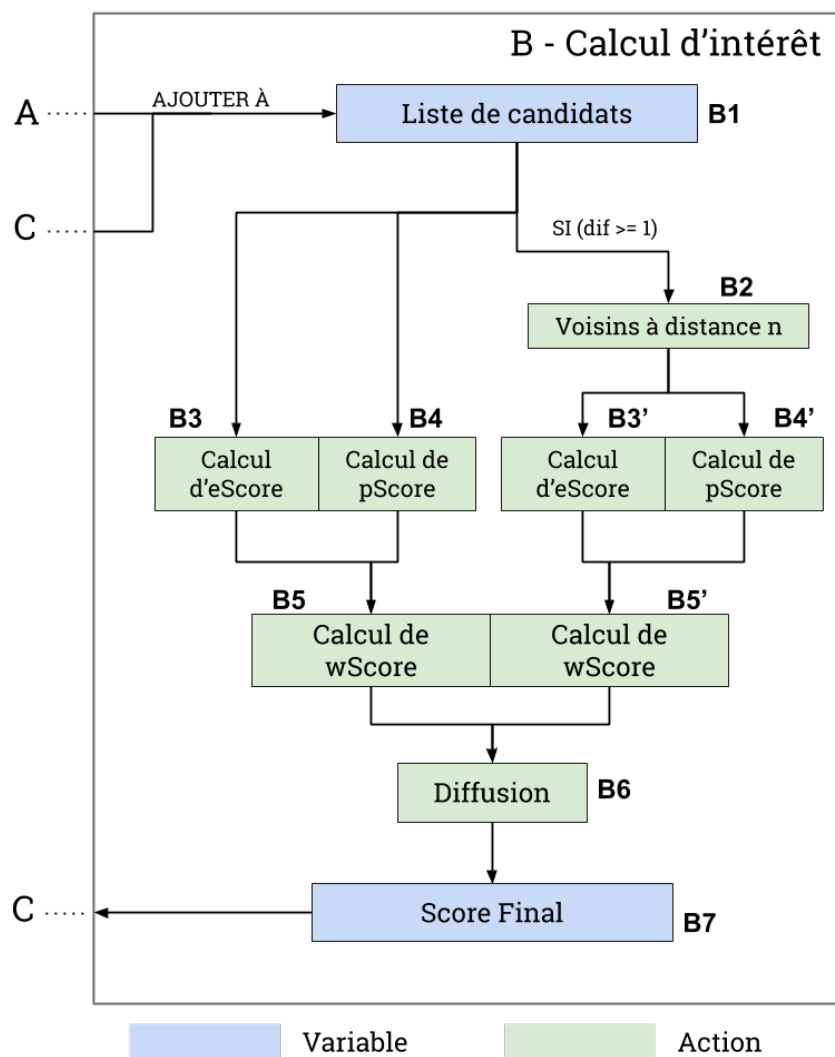 B - Calcul d'intérêt
A
AJOUTER À
Liste de candidats
B1
C
SI (dif >= 1)
B2
Voisins à distance n
B3
B4
B3’
B4’
Calcul
d’eScore
Calcul de
pScore
Calcul
d’eScore
Calcul de
pScore
B5
B5’
Calcul de
wScore
Calcul de
wScore
Diffusion
B6
C
Score Final
B7
Variable
Action